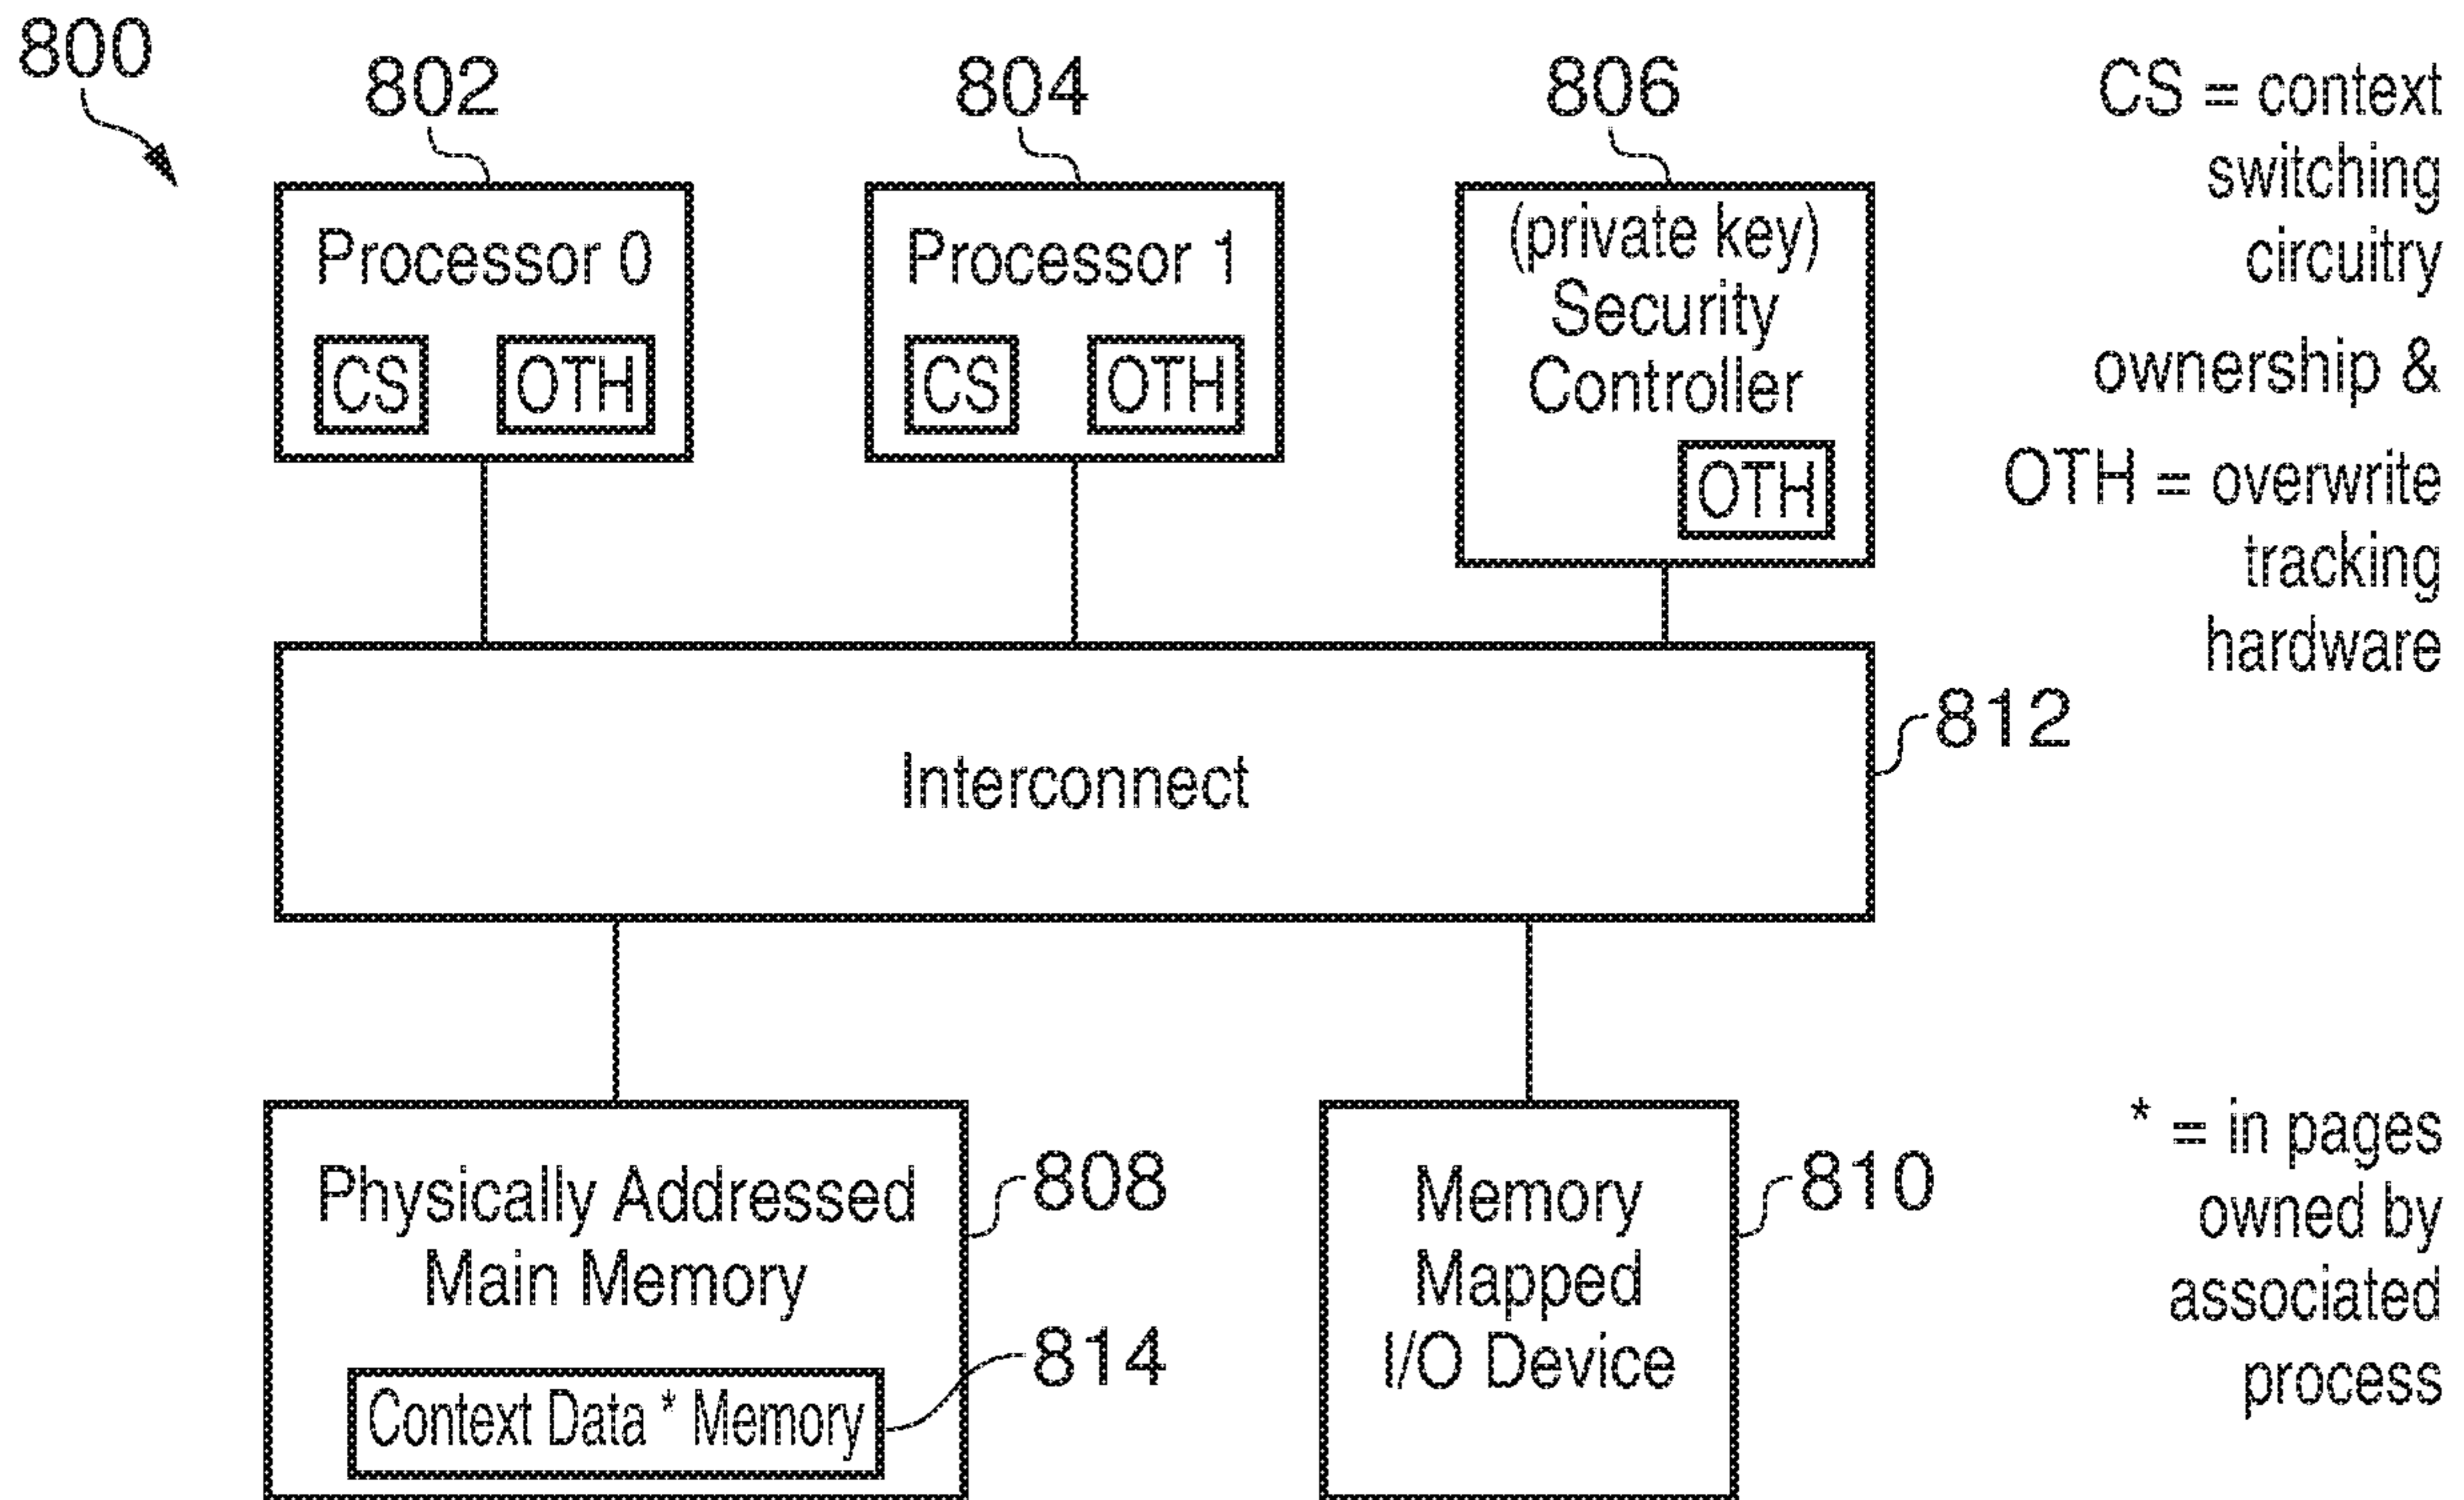 800
802
804
806
Processor 0
CS
OTH
Processor 1
CS
OTH
(private key)
Security
Controller
OTH
CS = context
switching
circuitry
ownership &
OTH = overwrite
tracking
hardware
Interconnect
812
Physically Addressed
Main Memory
808
Context Data * Memory
814
Memory
Mapped
I/O Device
810
* = in pages
owned by
associated
process